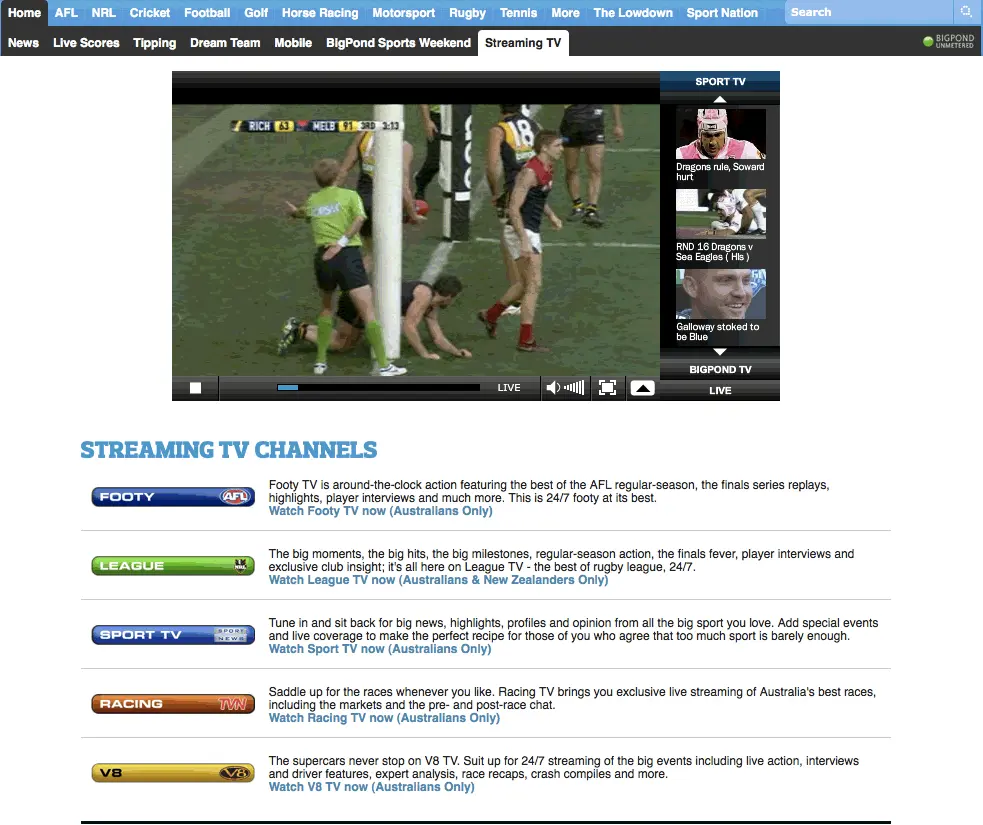 Home AFL NRL Cricket Football Golf Horse Racing Motorsport Rugby Tennis More The Lowdown Sport Nation Search
News Live Scores Tipping Dream Team Mobile BigPond Sports Weekend Streaming TV BIGPOND
UNMETERED
SPORT TV
RICH 63 MELB 91 3RD 3:13
18
Dragons rule, Soward
hurt
RND 16 Dragons v
Sea Eagles ( Hls )
Galloway stoked to
be Blue
BIGPOND TV
LIVE
LIVE
STREAMING TV CHANNELS
FOOTY AFL
Footy TV is around-the-clock action featuring the best of the AFL regular-season, the finals series replays,
highlights, player interviews and much more. This is 24/7 footy at its best.
Watch Footy TV now (Australians Only)
LEAGUE NRL
The big moments, the big hits, the big milestones, regular-season action, the finals fever, player interviews and
exclusive club insight; it's all here on League TV - the best of rugby league, 24/7.
Watch League TV now (Australians & New Zealanders Only)
SPORT TV SPORT
NEWS
Tune in and sit back for big news, highlights, profiles and opinion from all the big sport you love. Add special events
and live coverage to make the perfect recipe for those of you who agree that too much sport is barely enough.
Watch Sport TV now (Australians Only)
RACING TVN
Saddle up for the races whenever you like. Racing TV brings you exclusive live streaming of Australia's best races,
including the markets and the pre- and post-race chat.
Watch Racing TV now (Australians Only)
V8 V8
The supercars never stop on V8 TV. Suit up for 24/7 streaming of the big events including live action, interviews
and driver features, expert analysis, race recaps, crash compiles and more.
Watch V8 TV now (Australians Only)